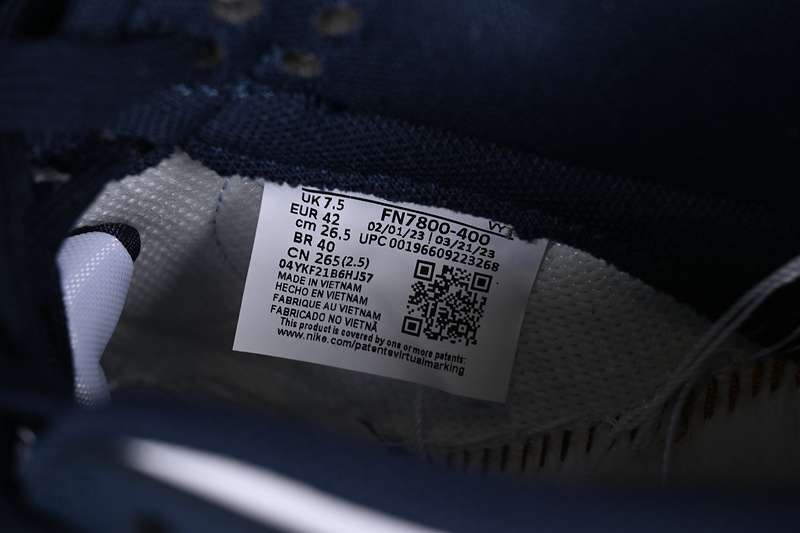 UK 7.5
EUR 42
cm 26.5
BR 40
CN 265(2.5)
FN7800-400
02/01/23 | 03/21/23
UPC 00196609223268
04YKF21B6HJS7
MADE IN VIETNAM
HECHO EN VIETNAM
FABRIQUE AU VIETNAM
FABRICADO NO VIETNÃ
This product is covered by one or more patents:
www.nike.com/patentevirtualmarking